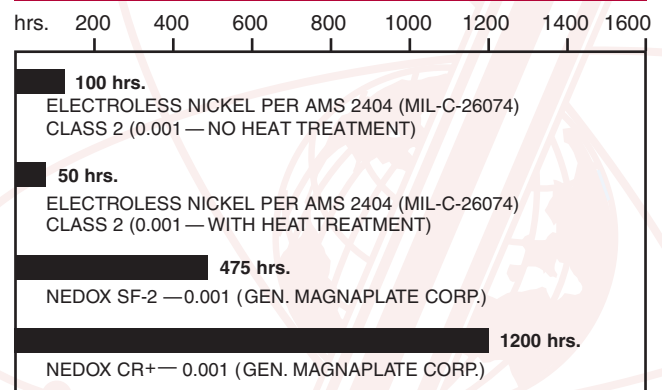 hrs. 200 400 600 800 1000 1200 1400 1600
100 hrs.
ELECTROLESS NICKEL PER AMS 2404 (MIL-C-26074)
CLASS 2 (0.001 — NO HEAT TREATMENT)
50 hrs.
ELECTROLESS NICKEL PER AMS 2404 (MIL-C-26074)
CLASS 2 (0.001 — WITH HEAT TREATMENT)
475 hrs.
NEDOX SF-2 — 0.001 (GEN. MAGNAPLATE CORP.)
1200 hrs.
NEDOX CR+— 0.001 (GEN. MAGNAPLATE CORP.)